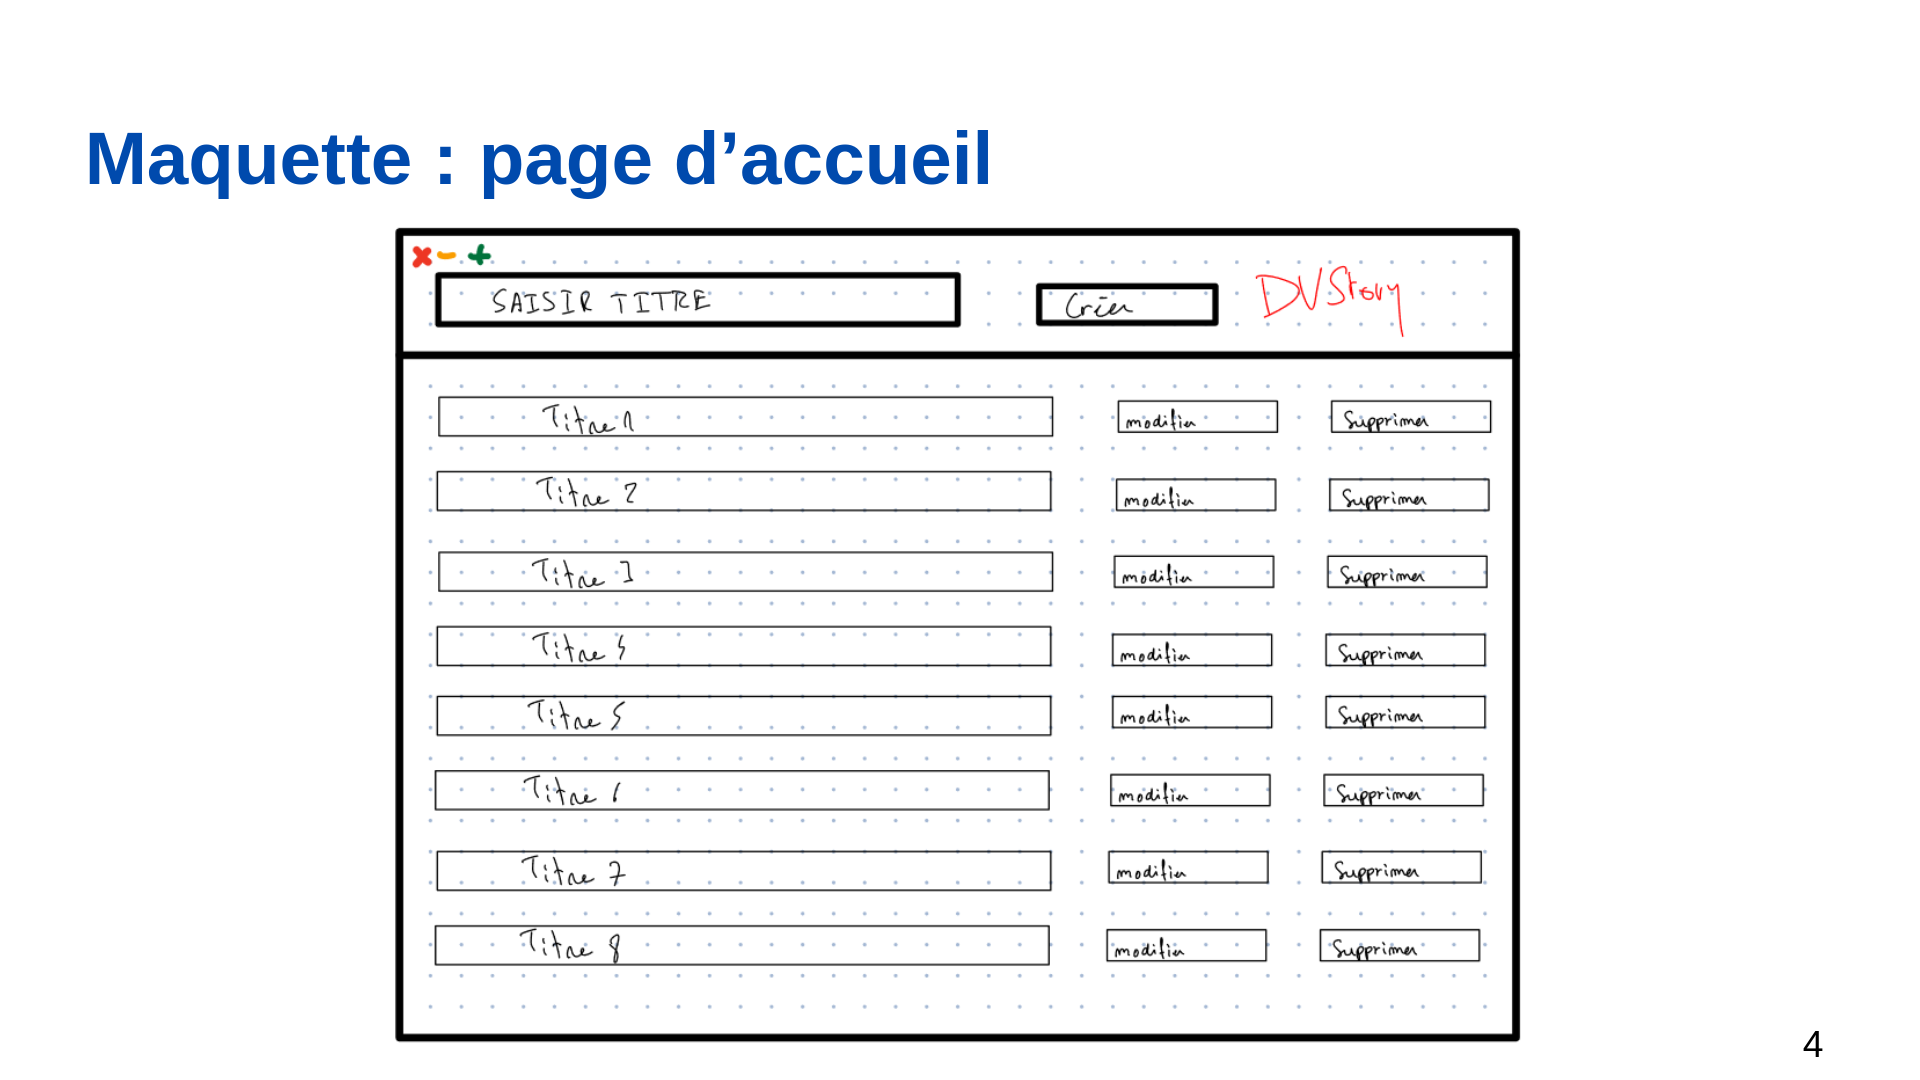 Maquette : page d’accueil
SAISIR TITRE Créer DVStory
Titre 1 modifier Supprimer
Titre 2 modifier Supprimer
Titre 3 modifier Supprimer
Titre modifier Supprimer
Titre 5 modifier Supprimer
Titre 6 modifier Supprimer
Titre 7 modifier Supprimer
Titre 8 modifier Supprimer
4